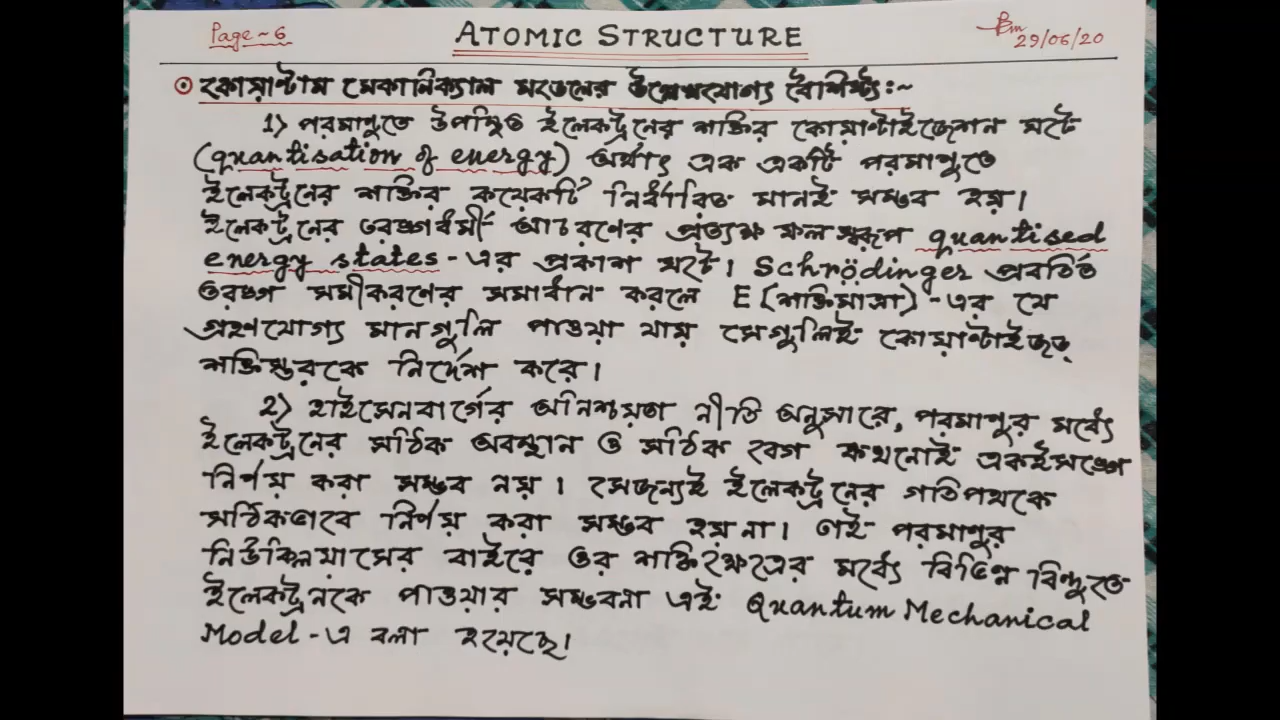 Page~6
ATOMIC STRUCTURE
29/06/20
কোয়ান্টাম মেকানিক্যাল মডেলের উল্লেখযোগ্য বৈশিষ্ট্য:~
1) পরমাণুতে উপস্থিত ইলেকট্রনের শক্তির কোয়ান্টাইজেশন ঘটে
(quantisation of energy) অর্থাৎ এক একটি পরমাণুতে
ইলেকট্রনের শক্তির কয়েকটি নির্ধারিত মানই সম্ভব হয়।
ইলেকট্রনের তরঙ্গধর্মী আচরণের প্রত্যক্ষ ফলস্বরূপ quantised
energy states-এর প্রকাশ ঘটে। Schrödinger প্রবর্তিত
তরঙ্গ সমীকরণের সমাধান করলে E (শক্তিমাত্রা)-এর যে
গ্রহণযোগ্য মানগুলি পাওয়া যায় সেগুলিই কোয়ান্টাইজড্
শক্তিস্তরকে নির্দেশ করে।
2) হাইসেনবার্গের অনিশ্চয়তা নীতি অনুসারে, পরমাণুর মধ্যে
ইলেকট্রনের সঠিক অবস্থান ও সঠিক বেগ কখনোই একইসঙ্গে
নির্ণয় করা সম্ভব নয়। সেজন্যই ইলেকট্রনের গতিপথকে
সঠিকভাবে নির্ণয় করা সম্ভব হয়না। তাই পরমাণুর
নিউক্লিয়াসের বাইরে ওর শক্তিক্ষেত্রের মধ্যে বিভিন্ন বিন্দুতে
ইলেকট্রনকে পাওয়ার সম্ভবনা এই Quantum Mechanical
Model-এ বলা হয়েছে।